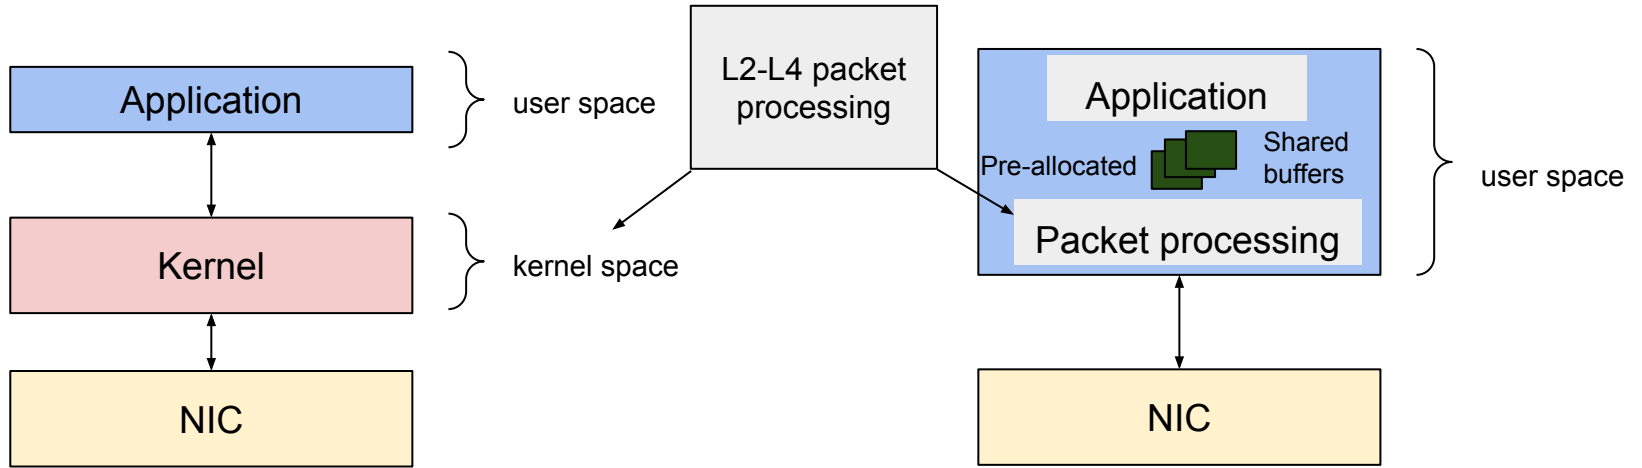 Application
user space
Kernel
kernel space
NIC
L2-L4 packet
processing
Application
Pre-allocated
Shared
buffers
Packet processing
user space
NIC